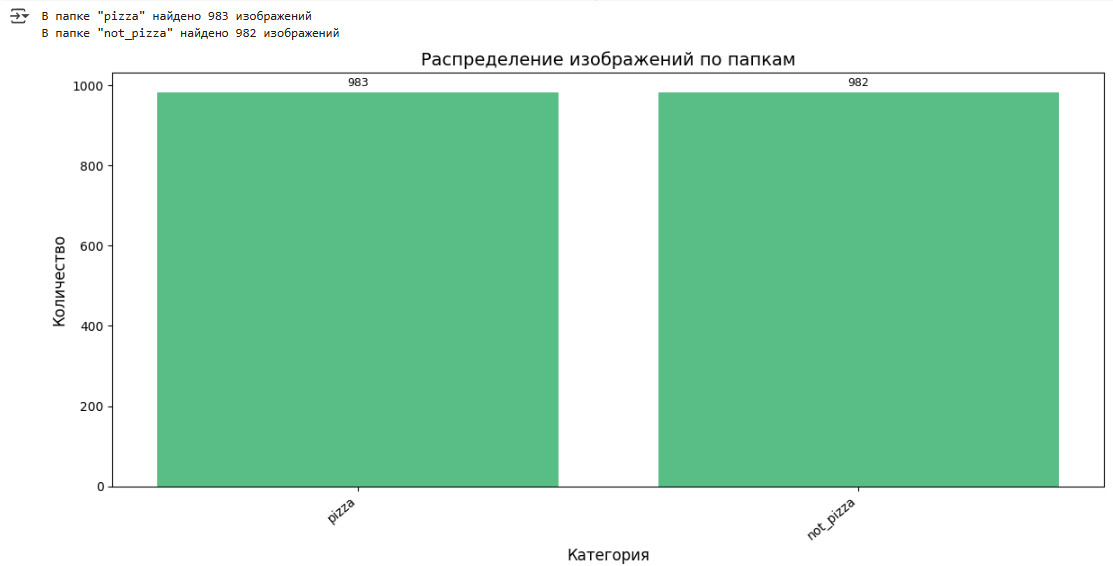 В папке "pizza" найдено 983 изображений
В папке "not_pizza" найдено 982 изображений
Распределение изображений по папкам
983
982
1000
800
600
400
200
0
Количество
pizza
not_pizza
Категория